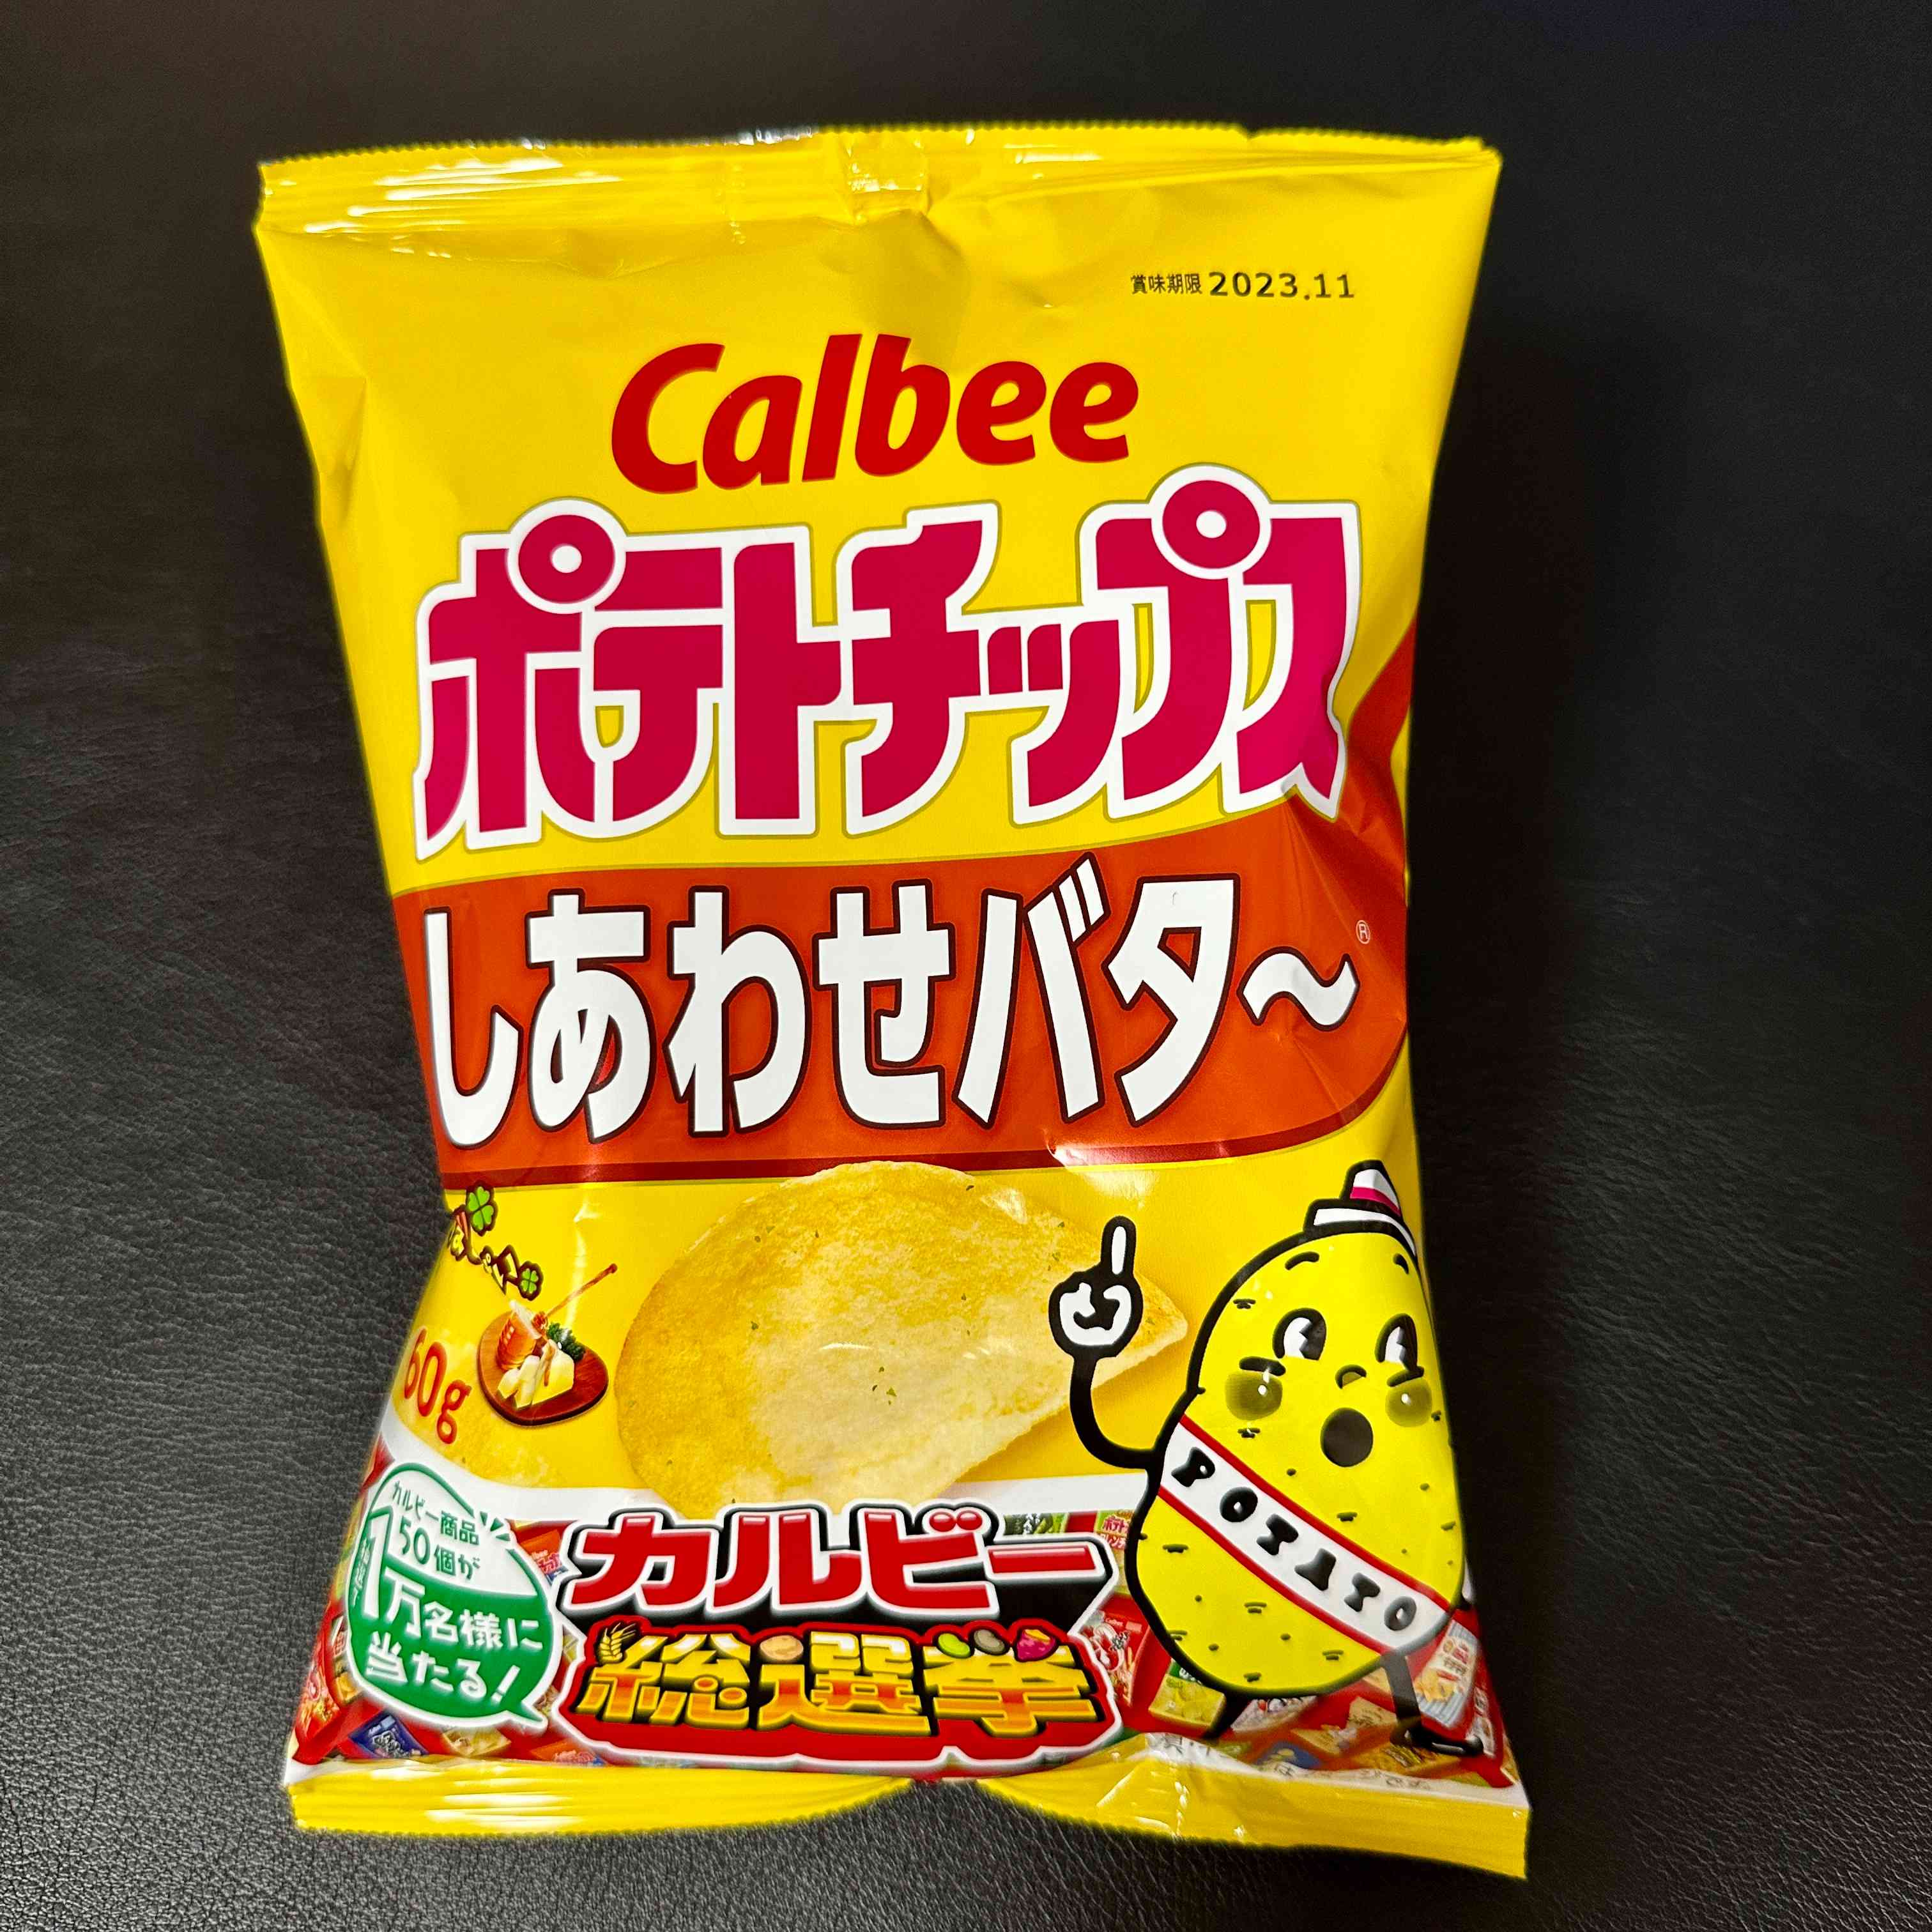 賞味期限 2023.11
Calbee
ポテトチップス
しあわせバタ～®
60g
POTATO
カルビー商品
50個が
1万名様に
当たる!
カルビー
総選挙